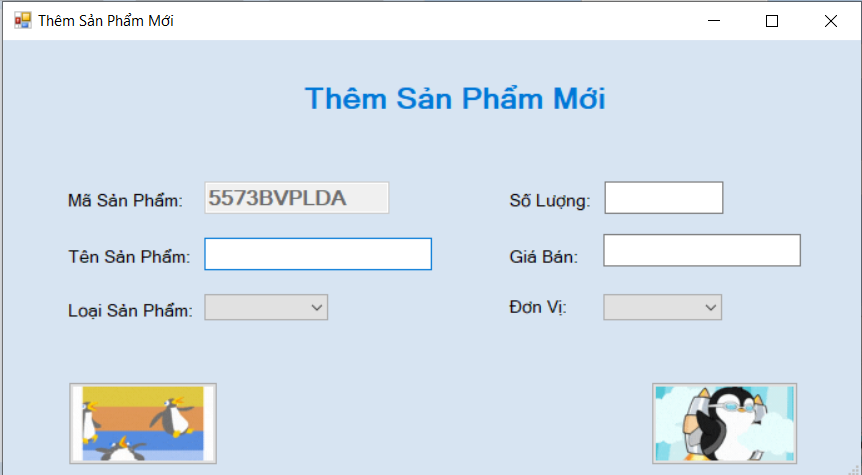 Thêm Sản Phẩm Mới
Thêm Sản Phẩm Mới
Mã Sản Phẩm: 5573BVPLDA Số Lượng:
Tên Sản Phẩm: Giá Bán:
Loại Sản Phẩm: Đơn Vị: